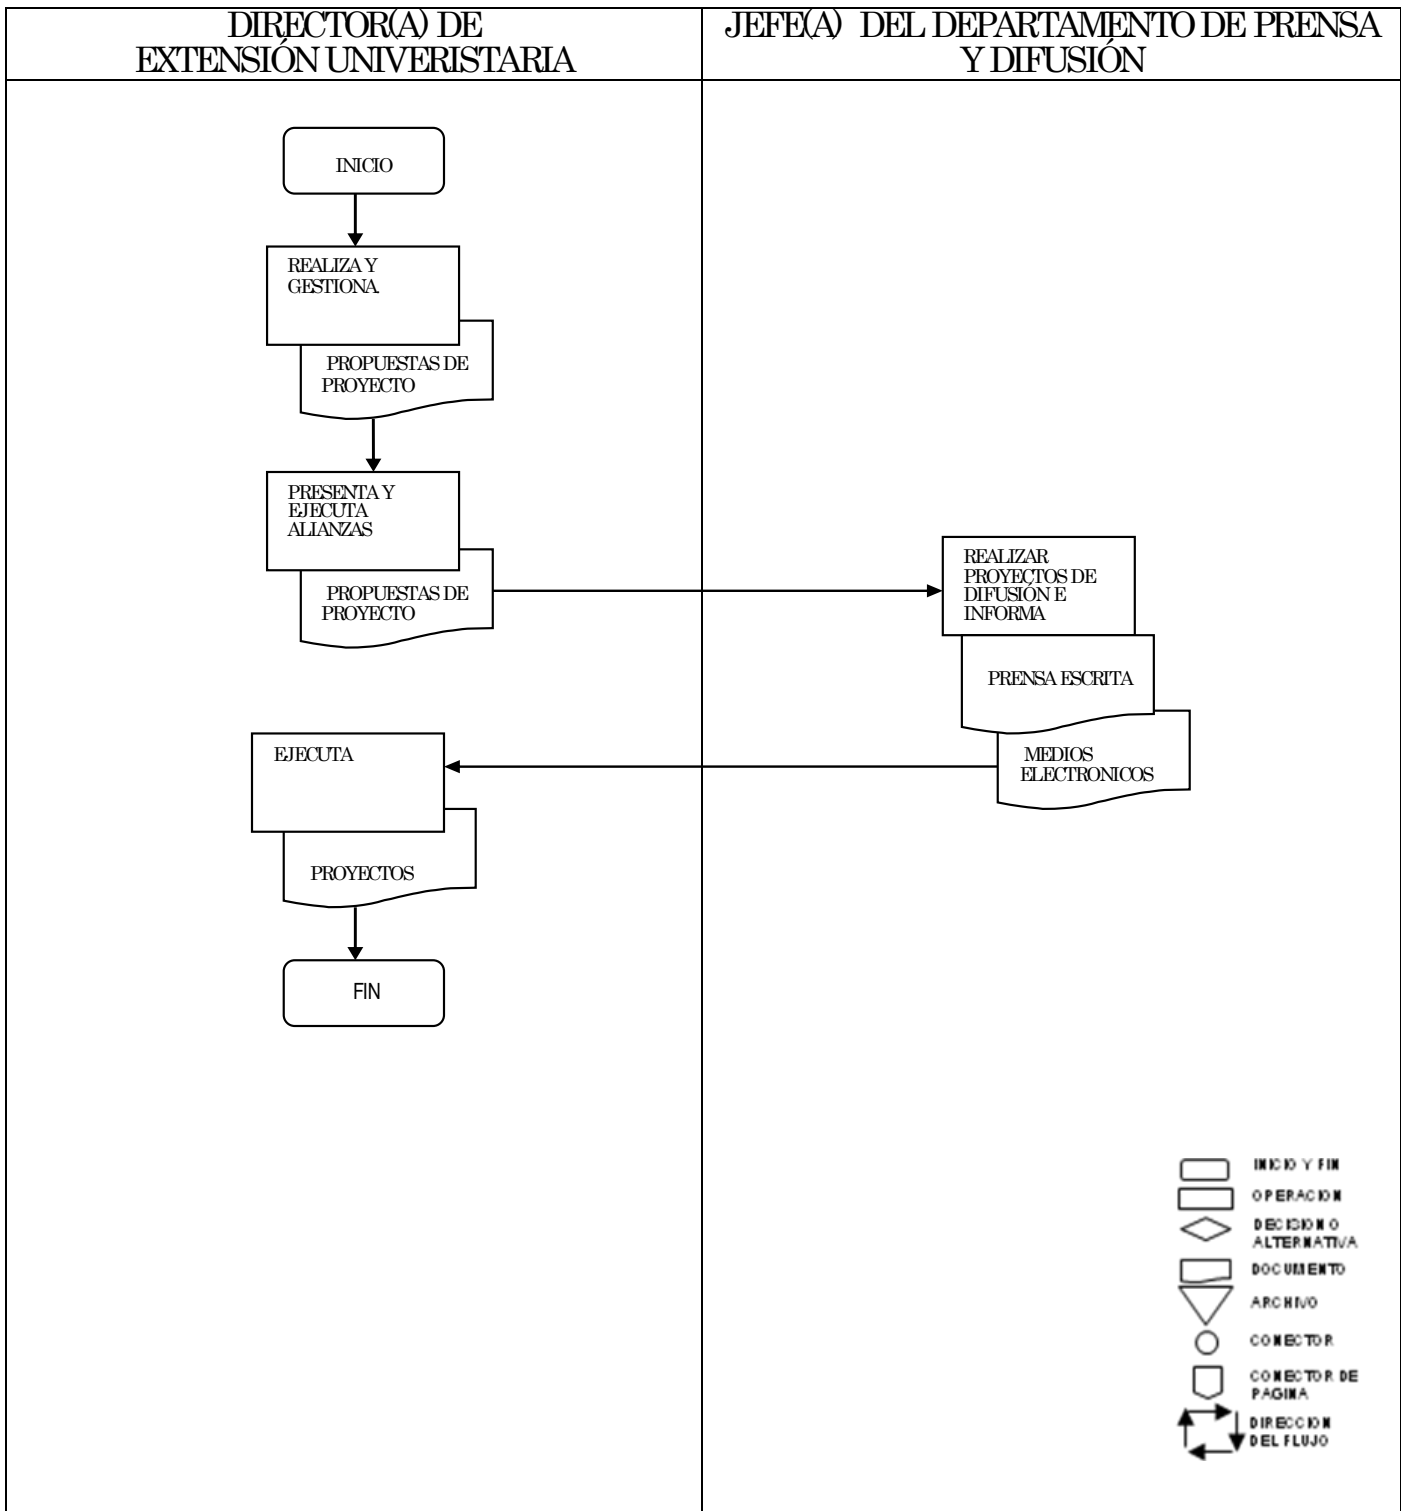 DIRECTOR(A) DE
EXTENSIÓN UNIVERISTARIA
JEFE(A) DEL DEPARTAMENTO DE PRENSA
Y DIFUSIÓN
INICIO
REALIZA Y
GESTIONA.
PROPUESTAS DE
PROYECTO
PRESENTA Y
EJECUTA
ALIANZAS
PROPUESTAS DE
PROYECTO
REALIZAR
PROYECTOS DE
DIFUSIÓN E
INFORMA
PRENSA ESCRITA
MEDIOS
ELECTRONICOS
EJECUTA
PROYECTOS
FIN
INICIO Y FIN
OPERACION
DECISION O
ALTERNATIVA
DOCUMENTO
ARCHIVO
CONECTOR
CONECTOR DE
PAGINA
DIRECCION
DEL FLUJO